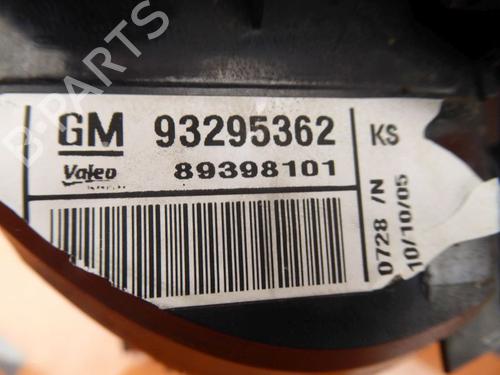 GM 93295362 KS
Valeo 89398101
0728 /N
10/10/05
B-PARTS